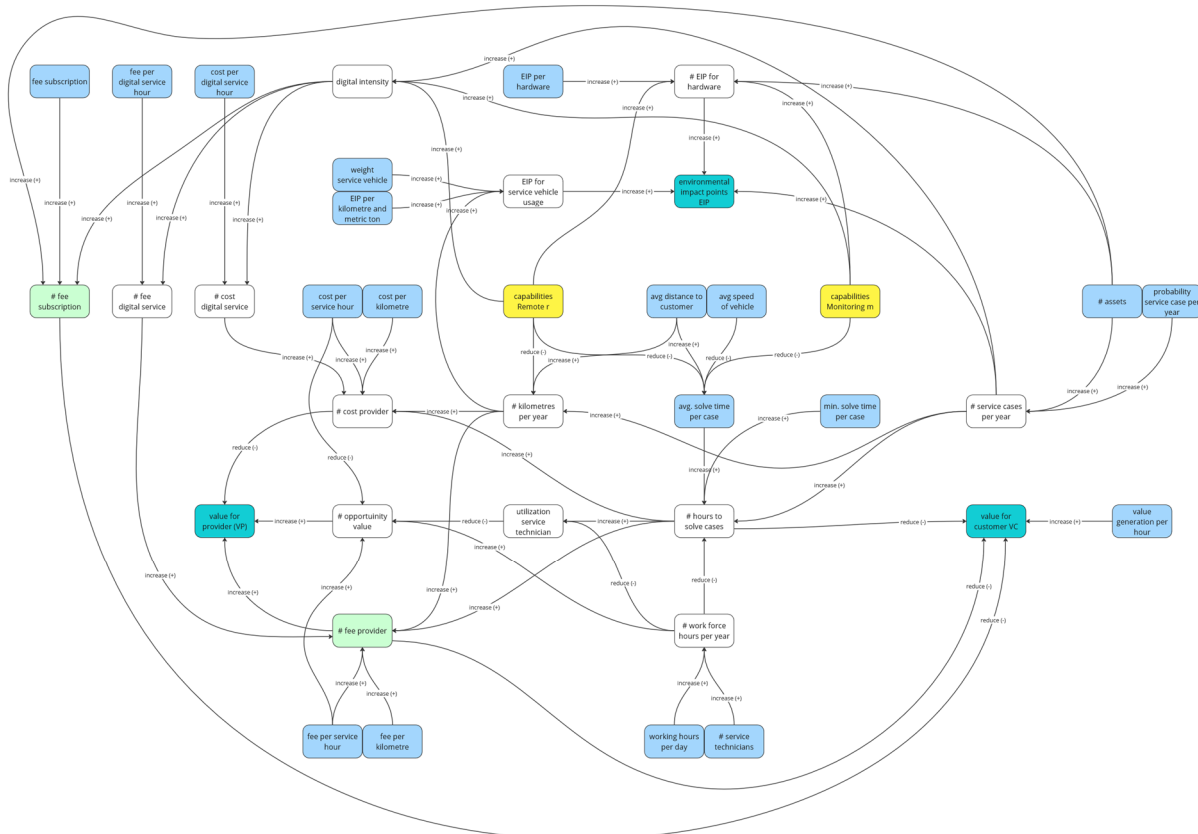 increase (+)
increase (+)
fee subscription
fee per
digital service
hour
cost per
digital service
hour
digital intensity
increase (+)
EIP per
hardware
increase (+)
# EIP for
hardware
increase (+)
increase (+)
increase (+)
increase (+)
increase (+)
increase (+)
weight
service vehicle
increase (+)
EIP per
kilometre and
metric ton
increase (+)
EIP for
service vehicle
usage
increase (+)
environmental
impact points
EIP
increase (+)
increase (+)
increase (+)
increase (+)
increase (+)
increase (+)
increase (+)
# fee
subscription
# fee
digital service
# cost
digital service
cost per
service hour
cost per
kilometre
capabilities
Remote r
avg distance to
customer
avg speed
of vehicle
capabilities
Monitoring m
# assets
probability
service case per
year
increase (+)
increase (+)
increase (+)
reduce (-)
increase (+)
reduce (-)
increase (+)
reduce (-)
reduce (-)
increase (+)
increase (+)
# cost provider
increase (+)
# kilometres
per year
increase (+)
avg. solve time
per case
increase (+)
min. solve time
per case
# service cases
per year
reduce (-)
reduce (-)
increase (+)
increase (+)
increase (+)
increase (+)
value for
provider (VP)
increase (+)
# opportuinity
value
reduce (-)
utilization
service
technician
increase (+)
# hours to
solve cases
reduce (-)
value for
customer VC
increase (+)
value
generation per
hour
increase (+)
increase (+)
increase (+)
reduce (-)
reduce (-)
reduce (-)
increase (+)
# fee provider
# work force
hours per year
reduce (-)
increase (+)
increase (+)
increase (+)
increase (+)
increase (+)
fee per service
hour
fee per
kilometre
working hours
per day
# service
technicians